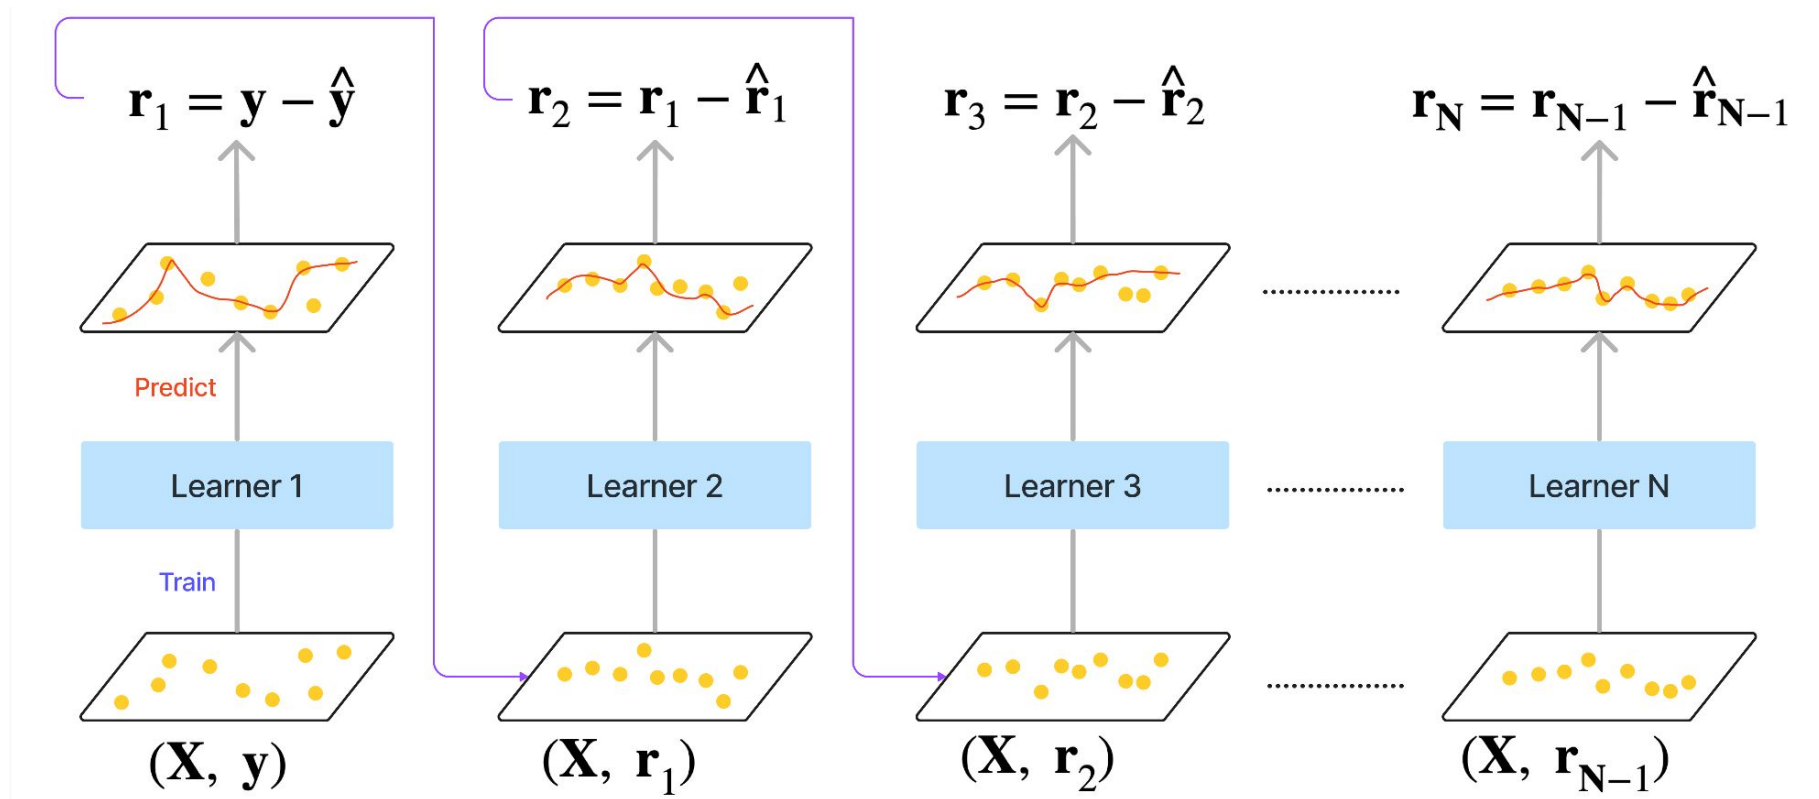 r₁ = y − ŷ
r₂ = r₁ − r̂₁
r₃ = r₂ − r̂₂
r_N = r_{N−1} − r̂_{N−1}
Predict
Learner 1
Learner 2
Learner 3
Learner N
Train
(X, y)
(X, r₁)
(X, r₂)
(X, r_{N−1})